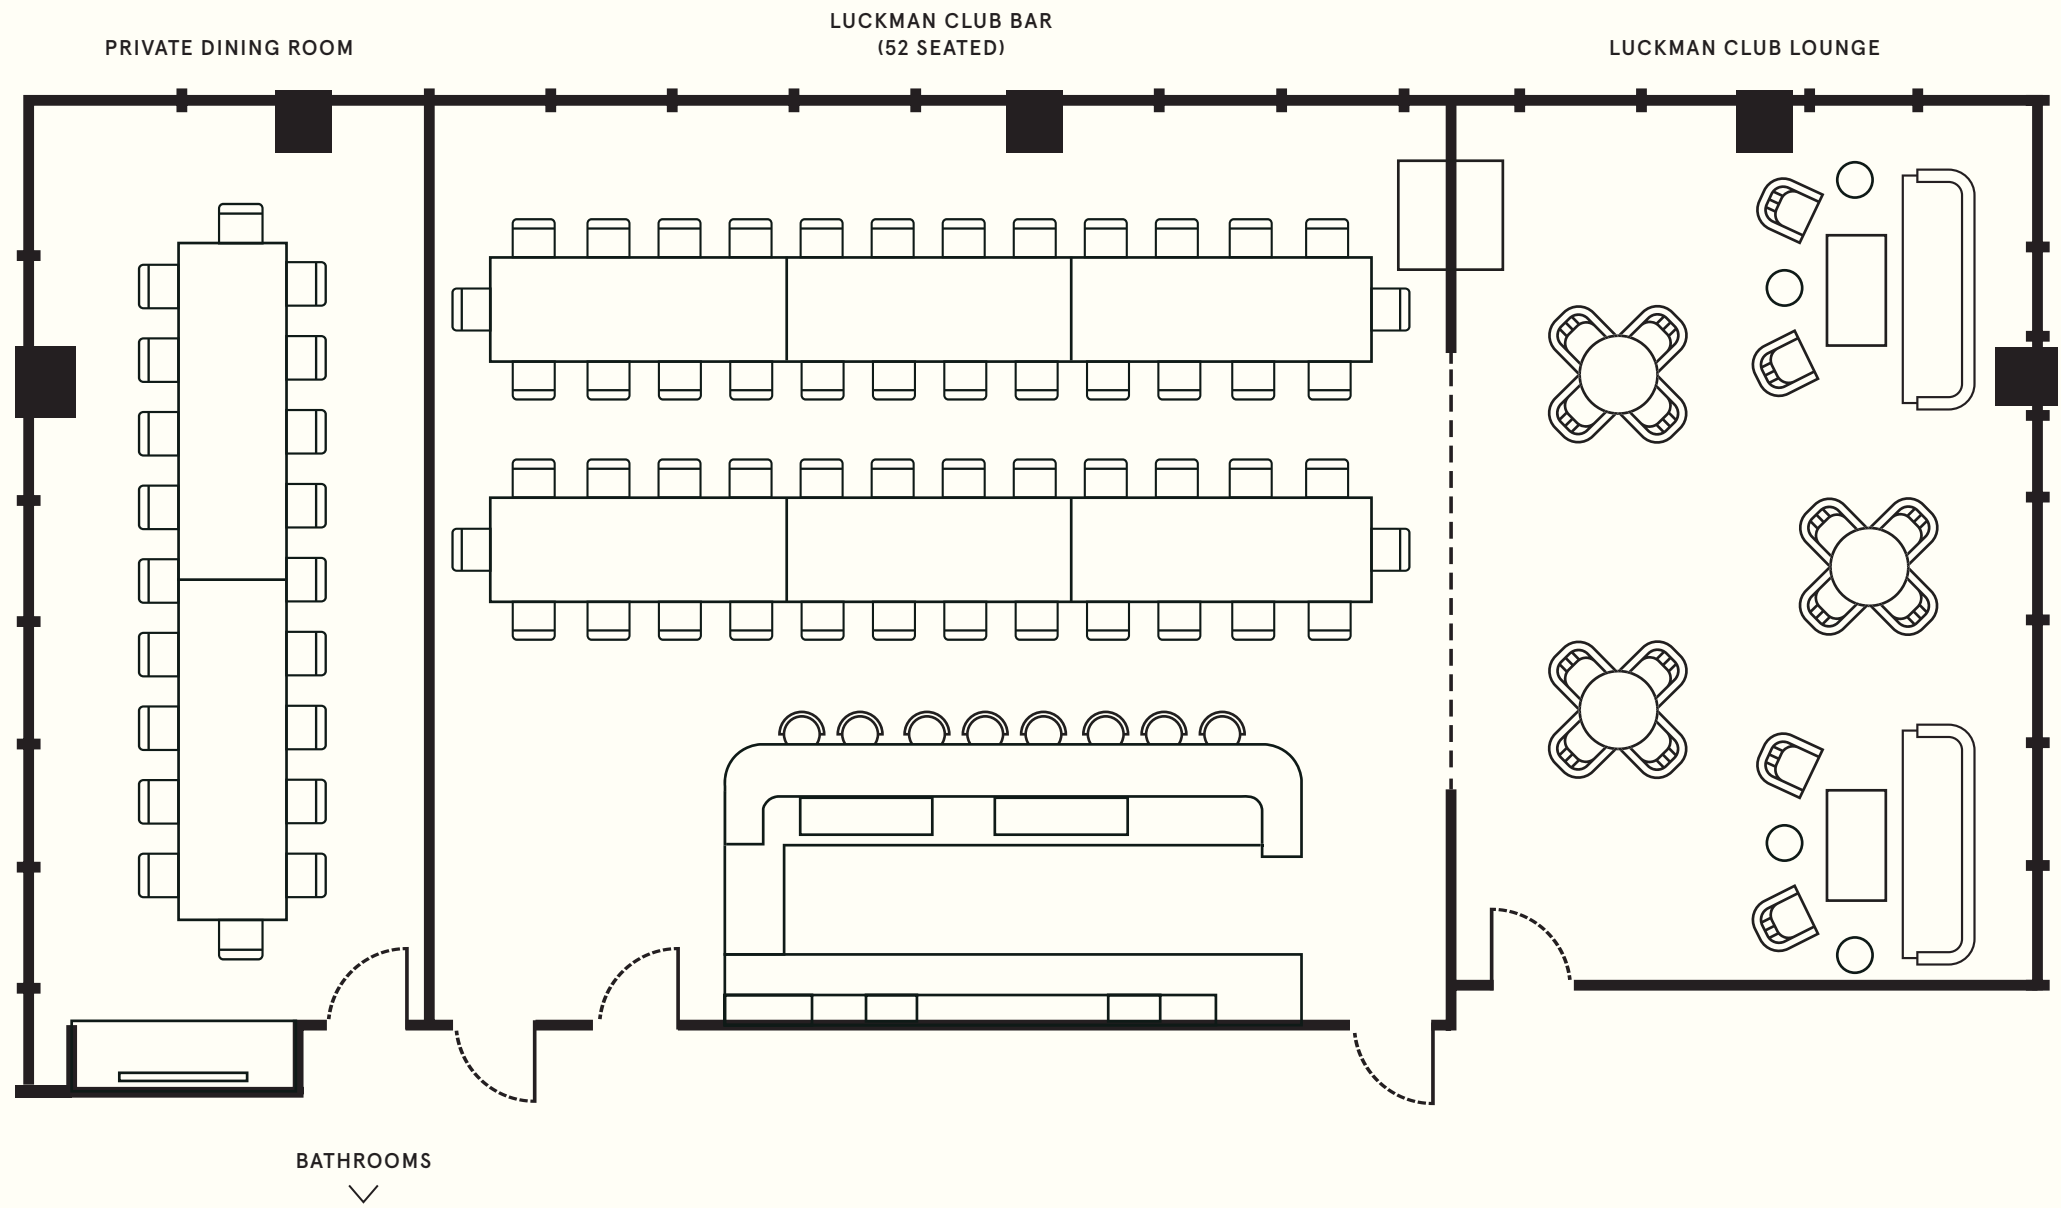 PRIVATE DINING ROOM
LUCKMAN CLUB BAR
(52 SEATED)
LUCKMAN CLUB LOUNGE
BATHROOMS